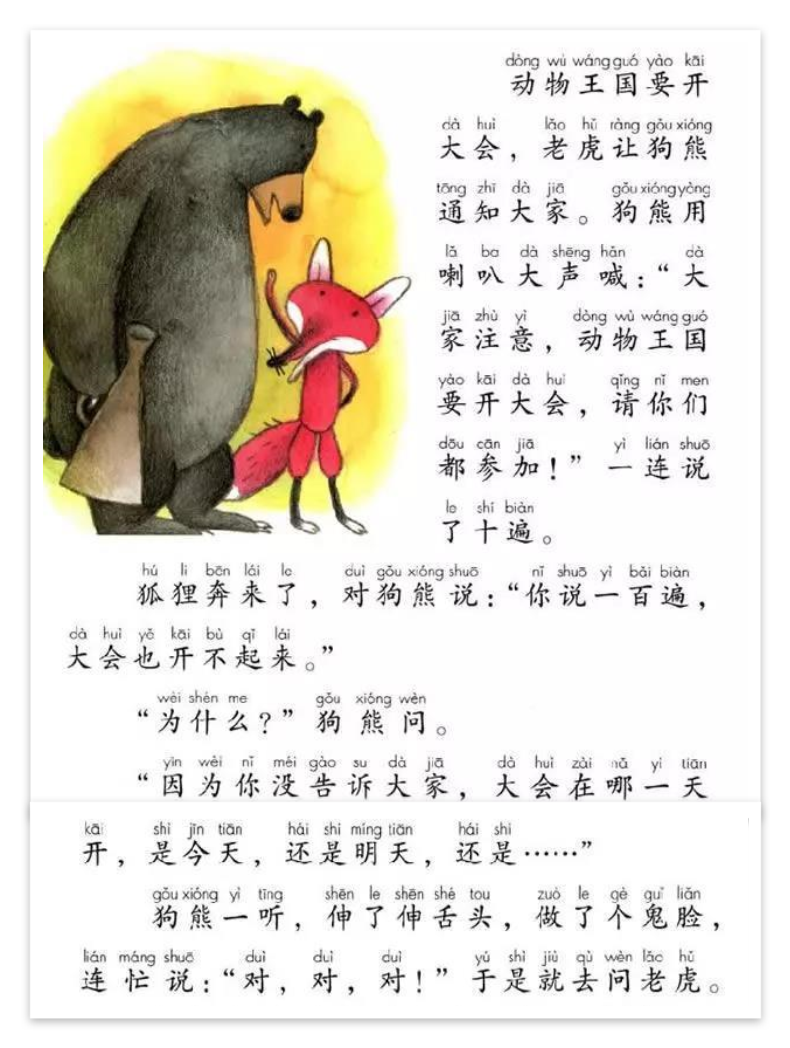 dòng wù wáng guó yào kāi
动物王国要开
dà huì lǎo hǔ ràng gǒu xióng
大会，老虎让狗熊
tōng zhī dà jiā gǒu xióng yòng
通知大家。狗熊用
lǎ ba dà shēng hǎn dà
喇叭大声喊：“大
jiā zhù yì dòng wù wáng guó
家注意，动物王国
yào kāi dà huì qǐng nǐ men
要开大会，请你们
dōu cān jiā yì lián shuō
都参加！” 一连说
le shí biàn
了十遍。
hú li bēn lái le duì gǒu xióng shuō nǐ shuō yì bǎi biàn
狐狸奔来了，对狗熊说：“你说一百遍，
dà huì yě kāi bù qǐ lái
大会也开不起来。”
wèi shén me gǒu xióng wèn
“为什么？” 狗熊问。
yīn wèi nǐ méi gào su dà jiā dà huì zài nǎ yì tiān
“因为你没告诉大家，大会在哪一天
kāi shì jīn tiān hái shi míng tiān hái shi
开，是今天，还是明天，还是……”
gǒu xióng yì tīng shēn le shēn shé tou zuò le gè guǐ liǎn
狗熊一听，伸了伸舌头，做了个鬼脸，
lián máng shuō duì duì duì yú shì jiù qù wèn lǎo hǔ
连忙说：“对，对，对！” 于是就去问老虎。